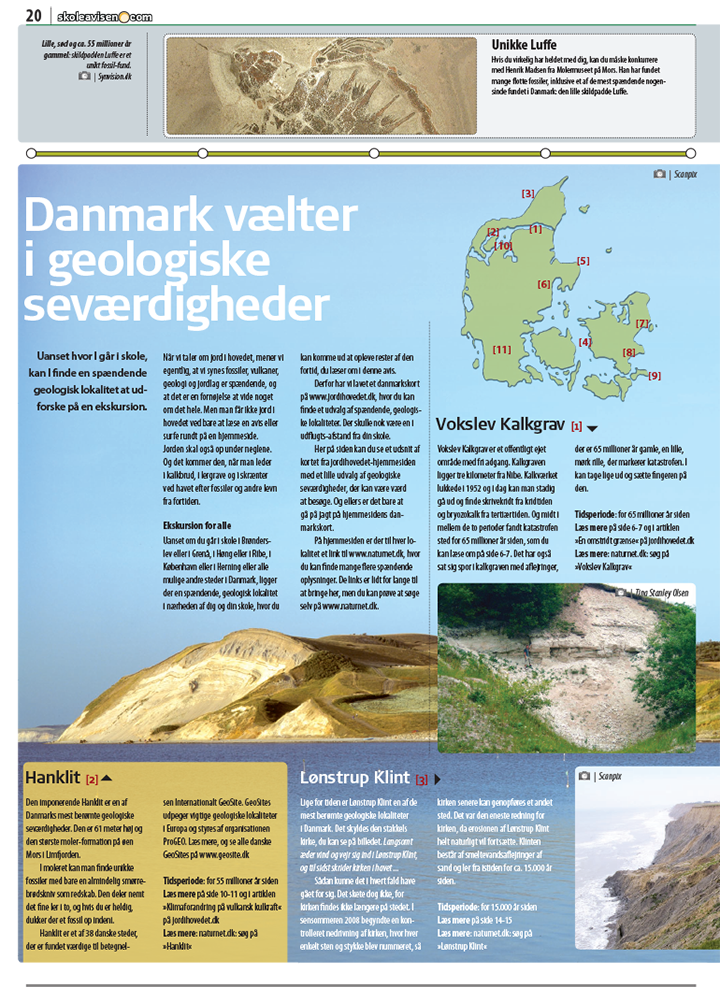 20
skoleavisen.com
Lille, sød og ca. 55 millioner år
gammel: skildpadden Luffe er et
unikt fossil-fund.
| Synvision.dk
Unikke Luffe
Hvis du virkelig har heldet med dig, kan du måske konkurrere
med Henrik Madsen fra Molermuseet på Mors. Han har fundet
mange flotte fossiler, inklusive et af de mest spændende nogen-
sinde fundet i Danmark: den lille skildpadde Luffe.
| Scanpix
Danmark vælter
i geologiske
seværdigheder
[3]
[2]
[1]
[10]
[5]
[6]
[7]
[4]
[8]
[11]
[9]
Uanset hvor I går i skole,
kan I finde en spændende
geologisk lokalitet at ud-
forske på en ekskursion.
Når vi taler om jord i hovedet, mener vi
egentlig, at vi synes fossiler, vulkaner,
geologi og jordlag er spændende, og
at det er en fornøjelse at vide noget
om det hele. Men man får ikke jord i
hovedet ved bare at læse en avis eller
surfe rundt på en hjemmeside.
Jorden skal også op under neglene.
Og det kommer den, når man leder
i kalkbrud, i lergrave og i skrænter
ved havet efter fossiler og andre levn
fra fortiden.
Ekskursion for alle
Uanset om du går i skole i Brønders-
lev eller i Grenå, i Høng eller i Ribe, i
København eller i Herning eller alle
mulige andre steder i Danmark, ligger
der en spændende, geologisk lokalitet
i nærheden af dig og din skole, hvor du
kan komme ud at opleve rester af den
fortid, du læser om i denne avis.
Derfor har vi lavet et danmarkskort
på www.jordihovedet.dk, hvor du kan
finde et udvalg af spændende, geologis-
ke lokaliteter. Der skulle nok være en i
udflugts-afstand fra din skole.
Her på siden kan du se et udsnit af
kortet fra jordihovedet-hjemmesiden
med et lille udvalg af geologiske
seværdigheder, der kan være værd
at besøge. Og ellers er det bare at
gå på jagt på hjemmesidens dan-
markskort.
På hjemmesiden er der til hver lo-
kalitet et link til www.naturnet.dk, hvor
du kan finde mange flere spændende
oplysninger. De links er lidt for lange til
at bringe her, men du kan prøve at søge
selv på www.naturnet.dk.
Vokslev Kalkgrav [1]
Vokslev Kalkgrav er et offentligt ejet
område med fri adgang. Kalkgraven
ligger tre kilometer fra Nibe. Kalkværket
lukkede i 1952 og i dag kan man stadig
gå ud og finde skrivekridt fra kridtiden
og bryozokalk fra tertiærtiden. Og midt i
mellem de to perioder fandt katastrofen
sted for 65 millioner år siden, som du
kan læse om på side 6-7. Det har også
sat sig spor i kalkgraven med aflejringer,
der er 65 millioner år gamle, en lille,
mørk rille, der markerer katastrofen. I
kan tage lige ud og sætte fingeren på
den.
Tidsperiode: for 65 millioner år siden
Læs mere på side 6-7 og i artiklen
»En omstridt grænse« på jordihovedet.dk
Læs mere: naturnet.dk: søg på
»Vokslev Kalkgrav«
| Tina Stanley Olsen
Hanklit [2]
Den imponerende Hanklit er en af
Danmarks mest berømte geologiske
seværdigheder. Den er 61 meter høj og
den største moler-formation på øen
Mors i Limfjorden.
I moleret kan man finde unikke
fossiler med bare en almindelig smørre-
brødskniv som redskab. Den deler nemt
det fine ler i to, og hvis du er heldig,
dukker der et fossil op indeni.
Hanklit er et af 38 danske steder,
der er fundet værdige til betegnel-
sen Internationalt GeoSite. GeoSites
udpeger vigtige geologiske lokaliteter
i Europa og styres af organisationen
ProGEO. Læs mere, og se alle danske
GeoSites på www.geosite.dk
Tidsperiode: for 55 millioner år siden
Læs mere på side 10-11 og i artiklen
»Klimaforandring på vulkansk kulkraft«
på jordihovedet.dk
Læs mere: naturnet.dk: søg på
»Hanklit«
Lønstrup Klint [3]
Lige for tiden er Lønstrup Klint en af de
mest berømte geologiske lokaliteter
i Danmark. Det skyldes den stakkels
kirke, du kan se på billedet. Langsomt
æder vind og vejr sig ind i Lønstrup Klint,
og til sidst skrider kirken i havet ...
Sådan kunne det i hvert fald have
gået for sig. Det skete dog ikke, for
kirken findes ikke længere på stedet. I
sensommeren 2008 begyndte en kon-
trolleret nedrivning af kirken, hvor hver
enkelt sten og stykke blev nummeret, så
kirken senere kan genopføres et andet
sted. Det var den eneste redning for
kirken, da erosionen af Lønstrup Klint
helt naturligt vil fortsætte. Klinten
består af smeltevandsaflejringer af
sand og ler fra istiden for ca. 15.000 år
siden.
Tidsperiode: for 15.000 år siden
Læs mere på side 14-15
Læs mere: naturnet.dk: søg på
»Lønstrup Klint«
| Scanpix